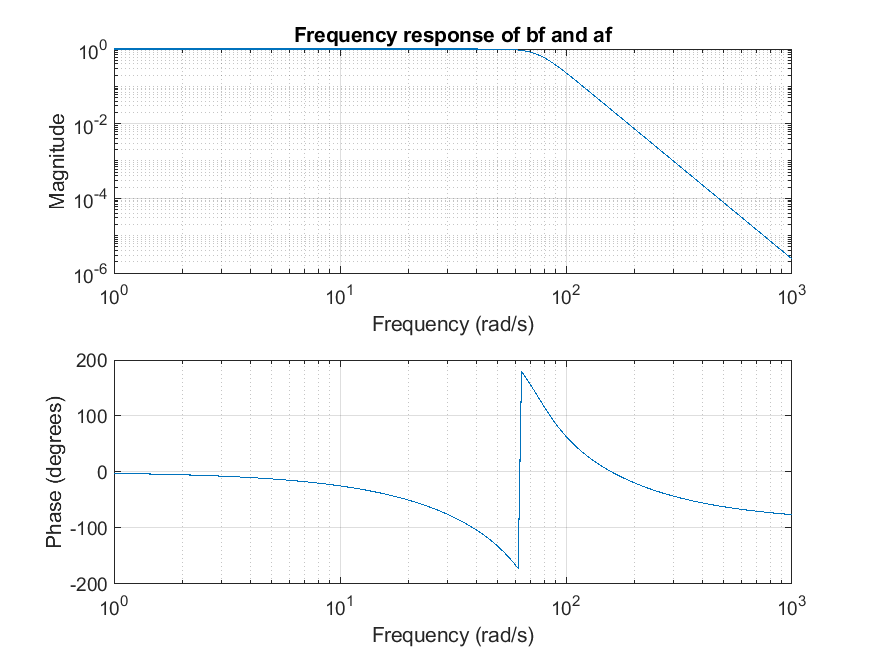 Frequency response of bf and af
Magnitude
10^0
10^-2
10^-4
10^-6
10^0 10^1 10^2 10^3
Frequency (rad/s)
Phase (degrees)
200
100
0
-100
-200
10^0 10^1 10^2 10^3
Frequency (rad/s)